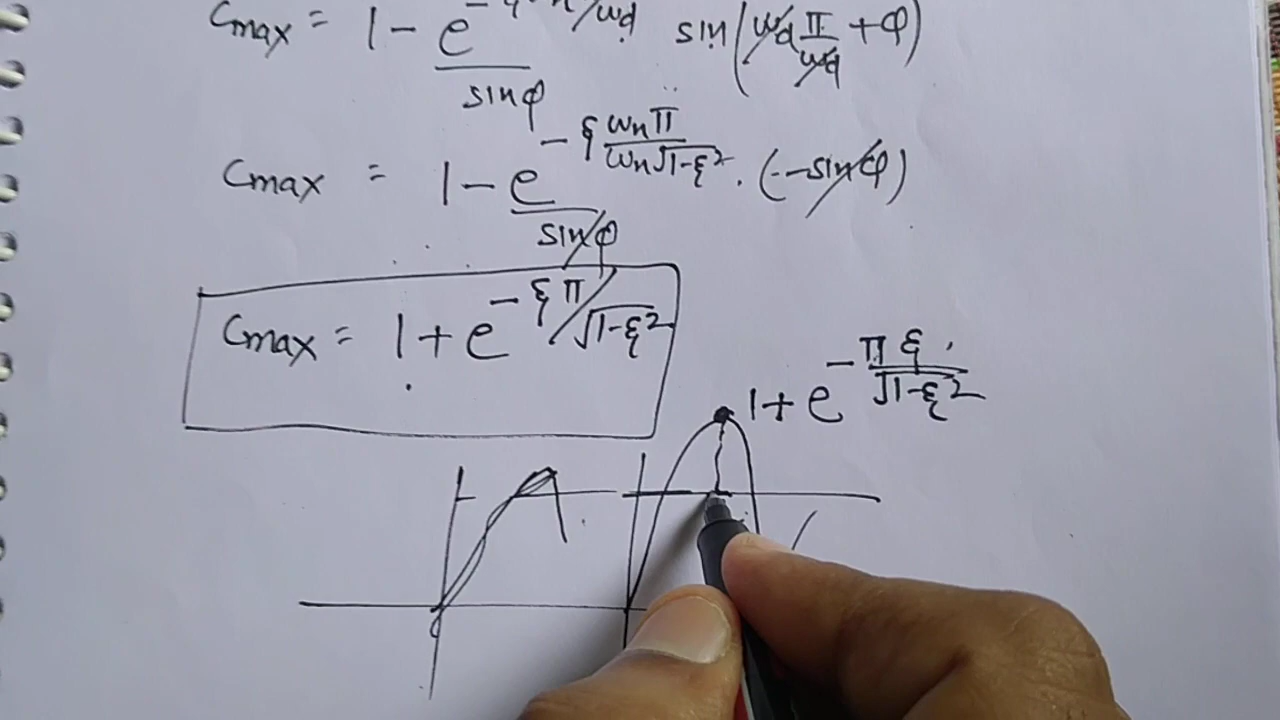 Cmax = 1 - e^(-ξωnπ/ωd) / sinφ sin(ωd π/ωd + φ)
Cmax = 1 - e^(-ξ ωnπ/ωn√1-ξ²) / sinφ . (-sinφ)
Cmax = 1 + e^(-ξπ/√1-ξ²)
1 + e^(-πξ/√1-ξ²)